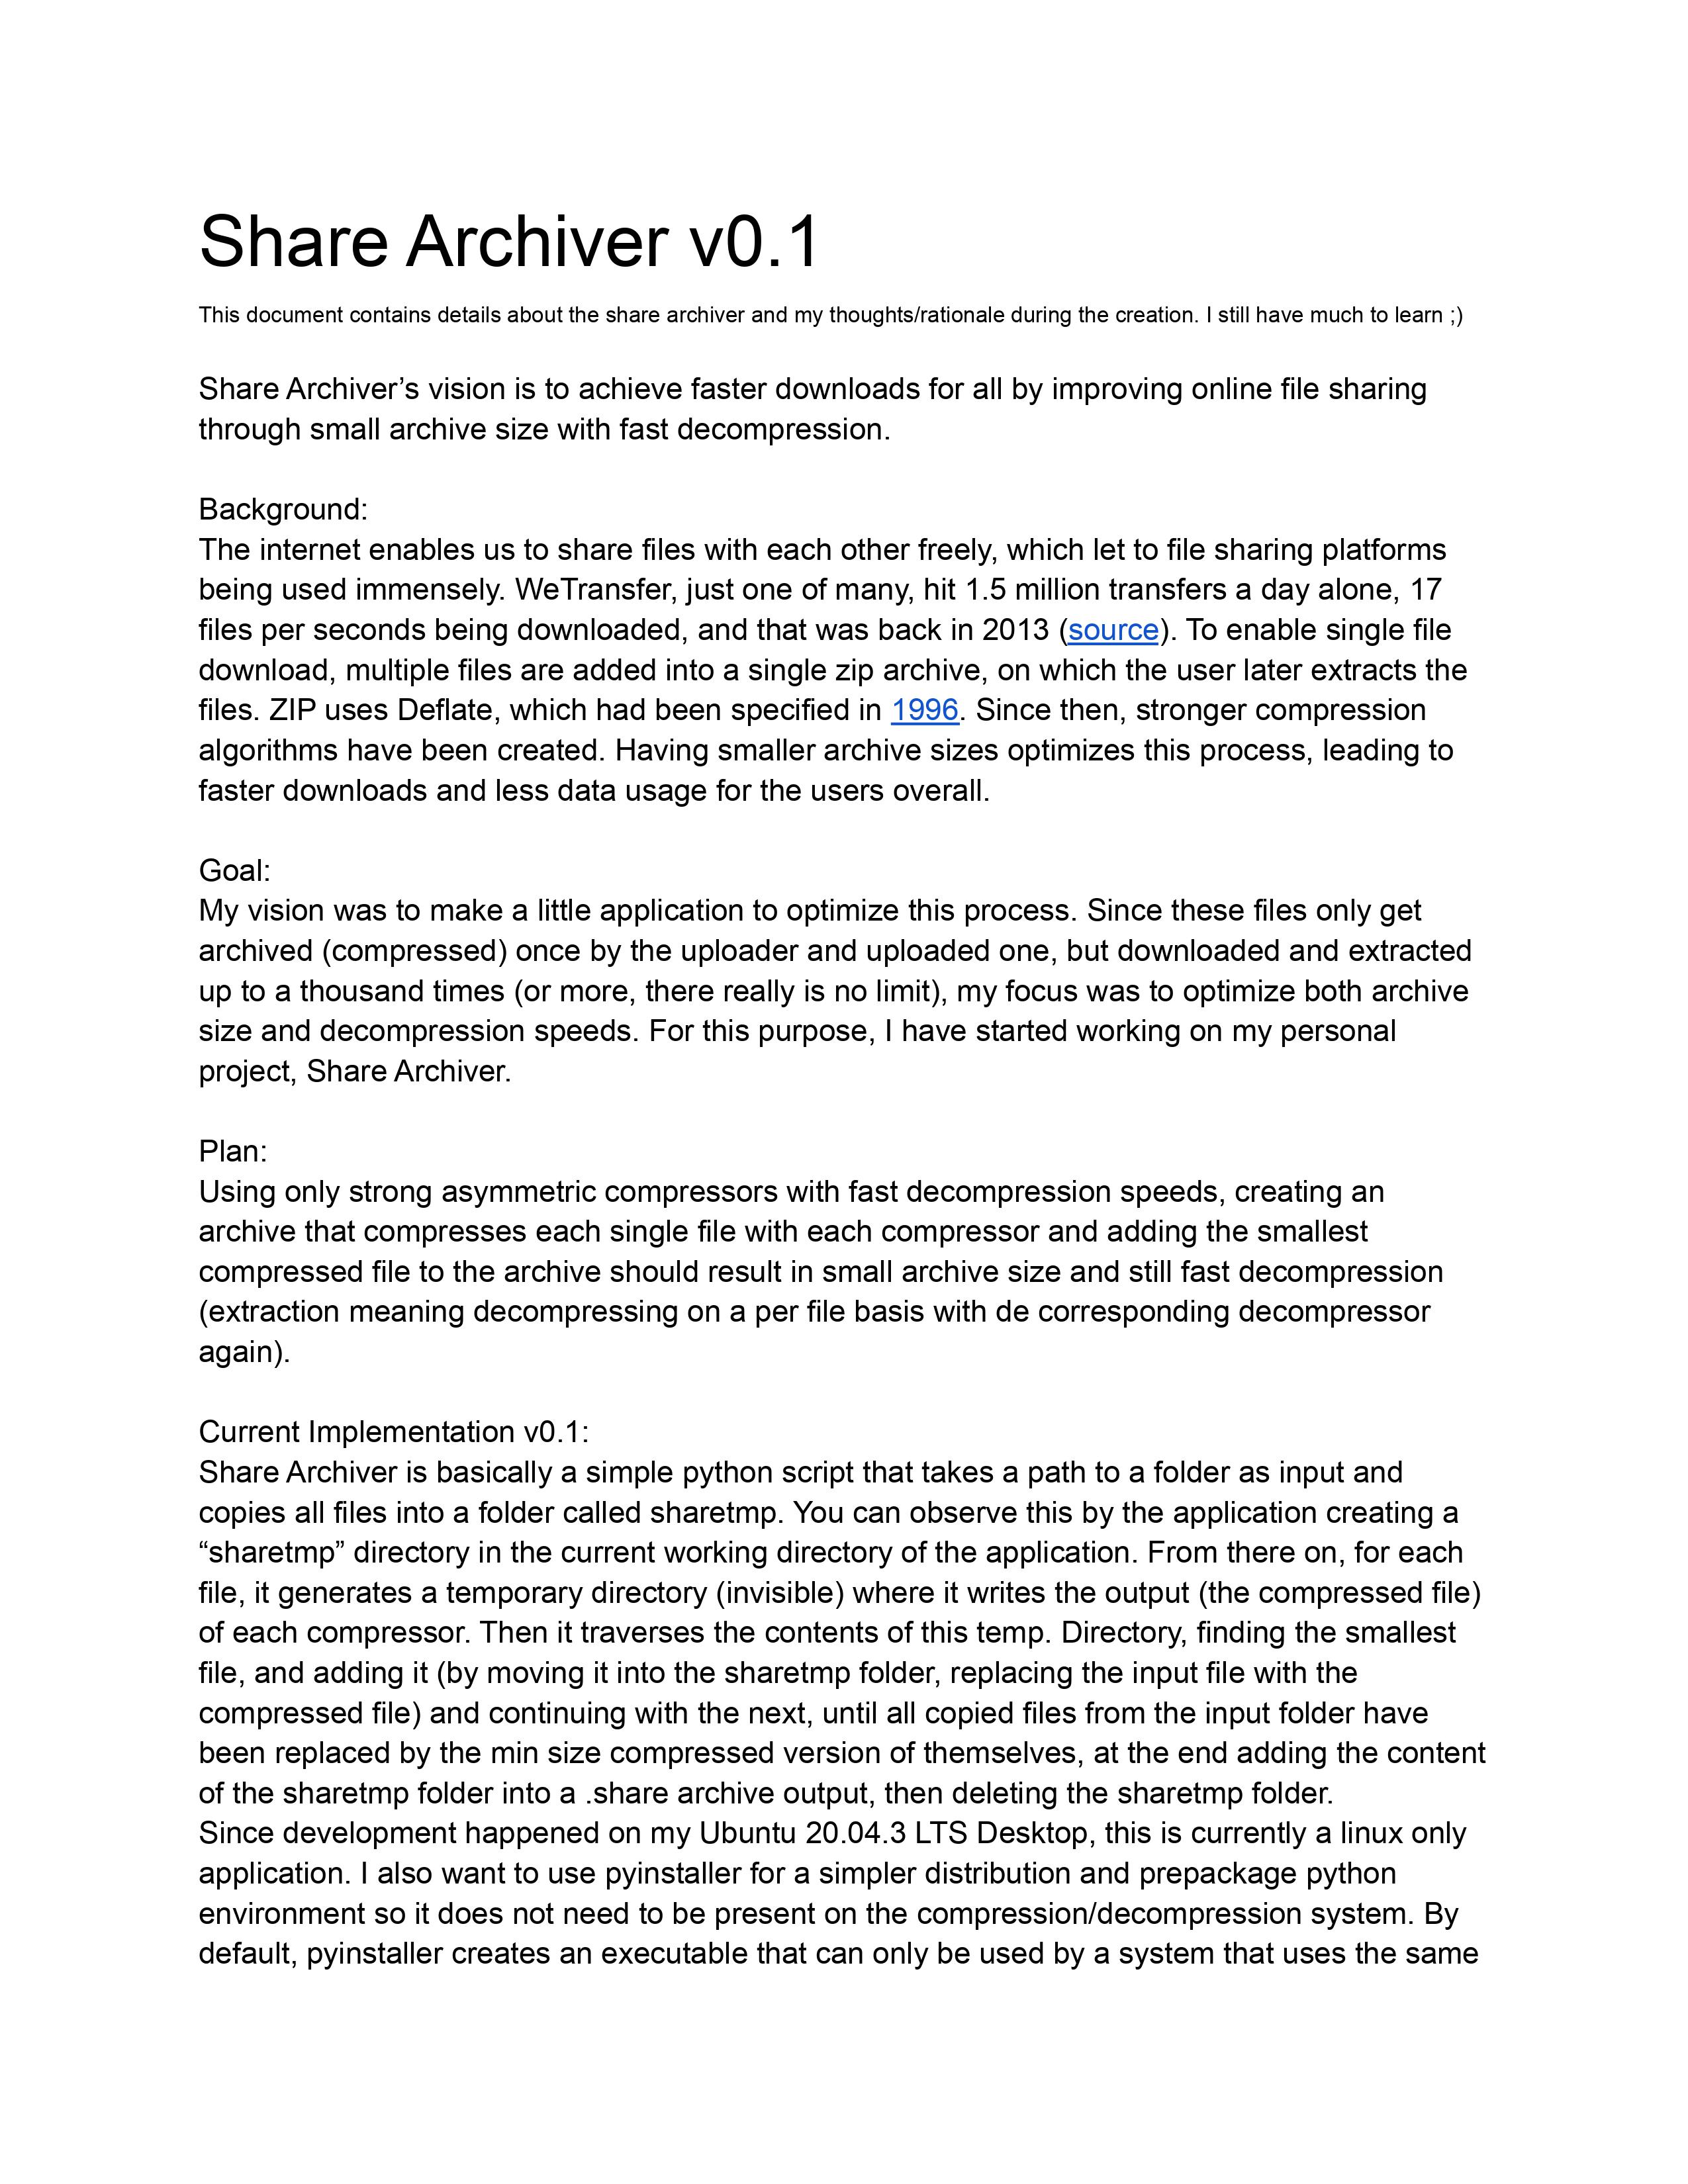 Share Archiver v0.1
This document contains details about the share archiver and my thoughts/rationale during the creation. I still have much to learn ;)
Share Archiver’s vision is to achieve faster downloads for all by improving online file sharing
through small archive size with fast decompression.
Background:
The internet enables us to share files with each other freely, which let to file sharing platforms
being used immensely. WeTransfer, just one of many, hit 1.5 million transfers a day alone, 17
files per seconds being downloaded, and that was back in 2013 (source). To enable single file
download, multiple files are added into a single zip archive, on which the user later extracts the
files. ZIP uses Deflate, which had been specified in 1996. Since then, stronger compression
algorithms have been created. Having smaller archive sizes optimizes this process, leading to
faster downloads and less data usage for the users overall.
Goal:
My vision was to make a little application to optimize this process. Since these files only get
archived (compressed) once by the uploader and uploaded one, but downloaded and extracted
up to a thousand times (or more, there really is no limit), my focus was to optimize both archive
size and decompression speeds. For this purpose, I have started working on my personal
project, Share Archiver.
Plan:
Using only strong asymmetric compressors with fast decompression speeds, creating an
archive that compresses each single file with each compressor and adding the smallest
compressed file to the archive should result in small archive size and still fast decompression
(extraction meaning decompressing on a per file basis with de corresponding decompressor
again).
Current Implementation v0.1:
Share Archiver is basically a simple python script that takes a path to a folder as input and
copies all files into a folder called sharetmp. You can observe this by the application creating a
“sharetmp” directory in the current working directory of the application. From there on, for each
file, it generates a temporary directory (invisible) where it writes the output (the compressed file)
of each compressor. Then it traverses the contents of this temp. Directory, finding the smallest
file, and adding it (by moving it into the sharetmp folder, replacing the input file with the
compressed file) and continuing with the next, until all copied files from the input folder have
been replaced by the min size compressed version of themselves, at the end adding the content
of the sharetmp folder into a .share archive output, then deleting the sharetmp folder.
Since development happened on my Ubuntu 20.04.3 LTS Desktop, this is currently a linux only
application. I also want to use pyinstaller for a simpler distribution and prepackage python
environment so it does not need to be present on the compression/decompression system. By
default, pyinstaller creates an executable that can only be used by a system that uses the same